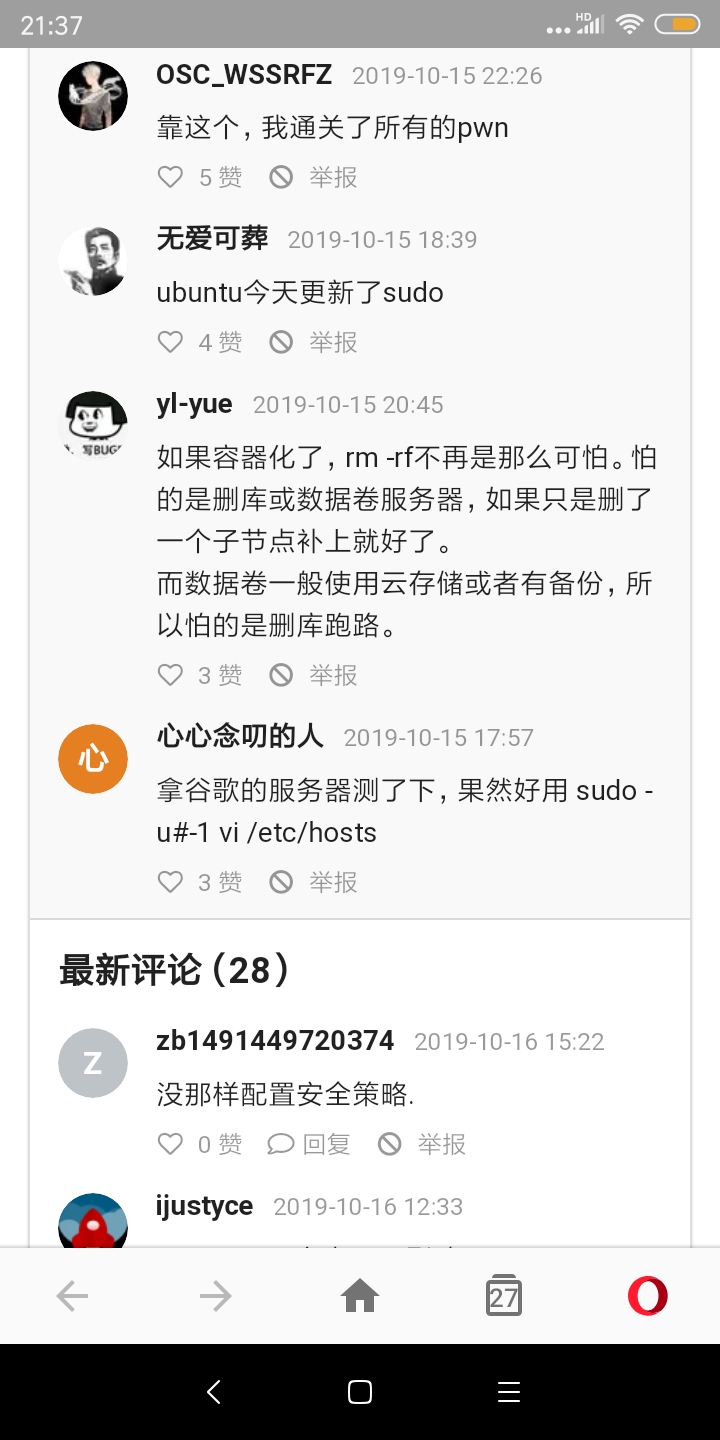 21:37
HD
OSC_WSSRFZ 2019-10-15 22:26
靠这个，我通关了所有的pwn
5 赞 举报
无爱可葬 2019-10-15 18:39
ubuntu今天更新了sudo
4 赞 举报
yl-yue 2019-10-15 20:45
写BUG
如果容器化了，rm -rf不再是那么可怕。怕
的是删库或数据卷服务器，如果只是删了
一个子节点补上就好了。
而数据卷一般使用云存储或者有备份，所
以怕的是删库跑路。
3 赞 举报
心 心心念叨的人 2019-10-15 17:57
拿谷歌的服务器测了下，果然好用 sudo -
u#-1 vi /etc/hosts
3 赞 举报
最新评论（28）
Z zb1491449720374 2019-10-16 15:22
没那样配置安全策略.
0 赞 回复 举报
ijustyce 2019-10-16 12:33
27